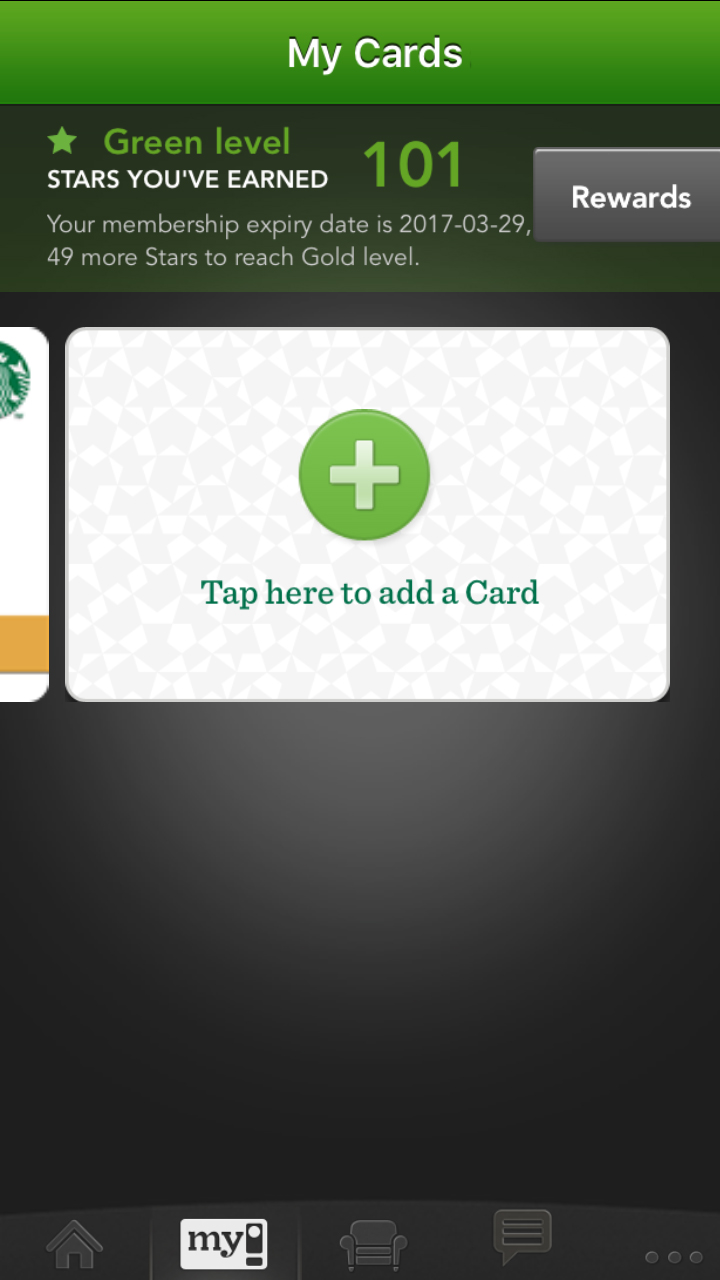 My Cards
Green level
STARS YOU'VE EARNED
101
Your membership expiry date is 2017-03-29,
49 more Stars to reach Gold level.
Rewards
TM
Tap here to add a Card
my